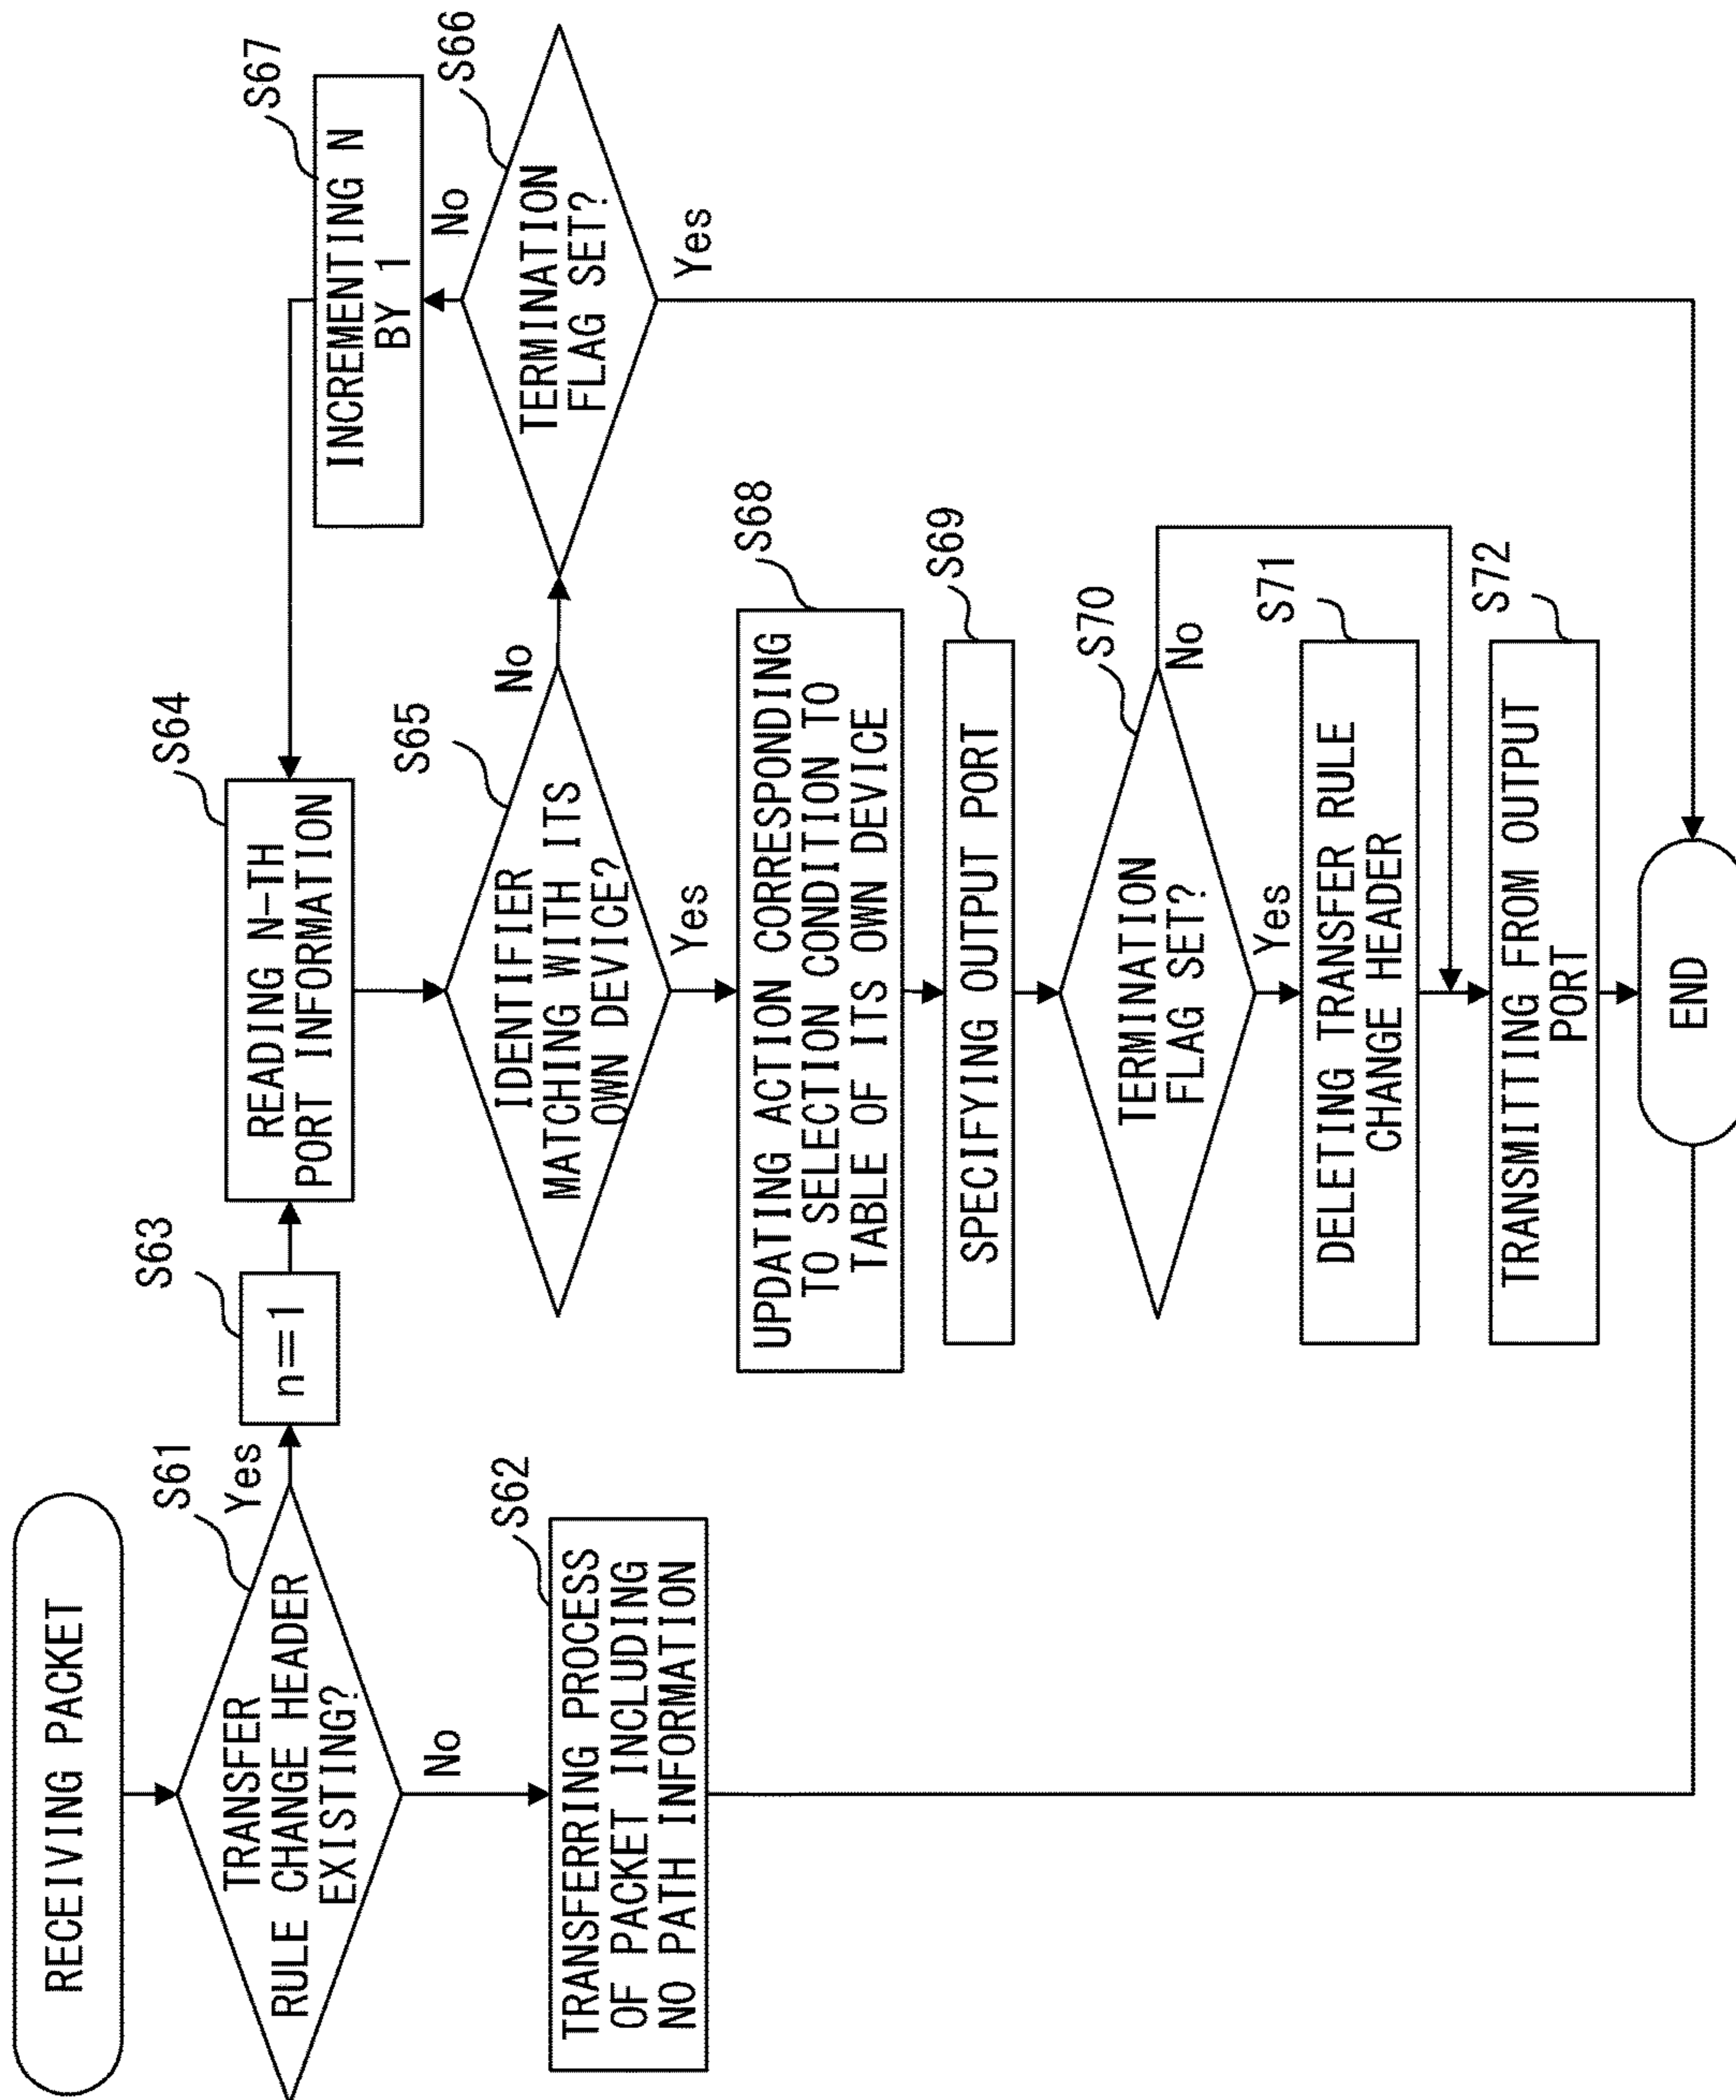 RECEIVING PACKET
S61
TRANSFER
RULE CHANGE HEADER
EXISTING?
Yes
No
S62
TRANSFERRING PROCESS
OF PACKET INCLUDING
NO PATH INFORMATION
S63
n=1
S64
READING N-TH
PORT INFORMATION
S65
IDENTIFIER
MATCHING WITH ITS
OWN DEVICE?
No
Yes
S66
TERMINATION
FLAG SET?
No
Yes
S67
INCREMENTING N
BY 1
S68
UPDATING ACTION CORRESPONDING
TO SELECTION CONDITION TO
TABLE OF ITS OWN DEVICE
S69
SPECIFYING OUTPUT PORT
S70
TERMINATION
FLAG SET?
No
Yes
S71
DELETING TRANSFER RULE
CHANGE HEADER
S72
TRANSMITTING FROM OUTPUT
PORT
END